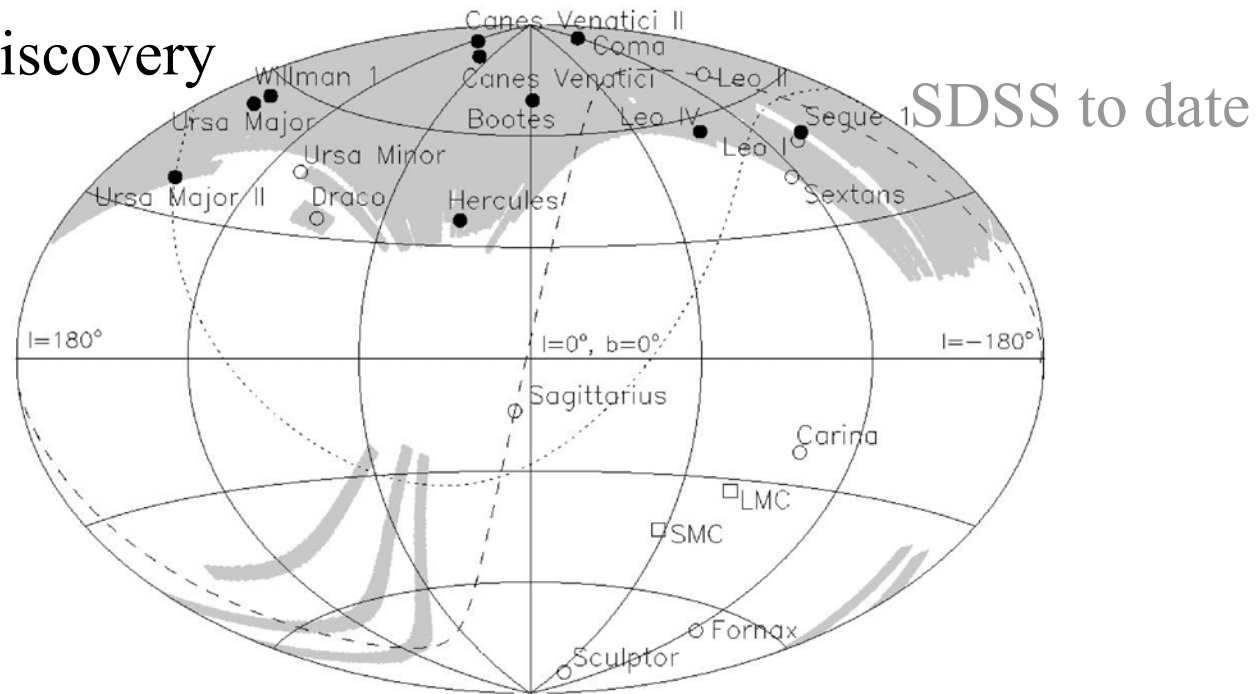 iscovery
SDSS to date
Canes Venatici II
Coma
Willman 1
Canes Venatici
Leo II
Ursa Major
Bootes
Leo IV
Segue 1
Leo I
Ursa Minor
Ursa Major II
Draco
Hercules
Sextans
l=180°
l=0°, b=0°
l=-180°
Sagittarius
Carina
LMC
SMC
Fornax
Sculptor